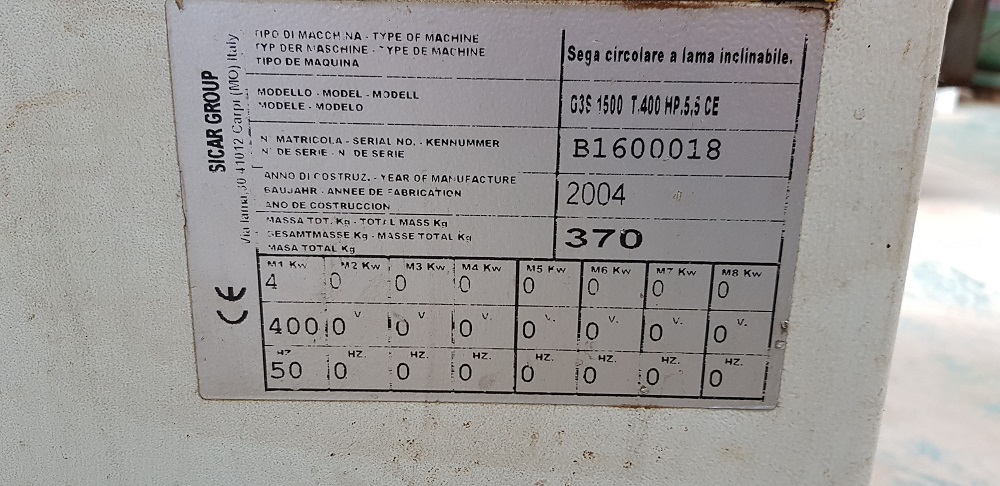 SICAR GROUP
Via lama, 30 41012 Carpi (MO) Italy
TIPO DI MACCHINA - TYPE OF MACHINE
TYP DER MASCHINE - TYPE DE MACHINE
TIPO DE MAQUINA
Sega circolare a lama inclinabile.
MODELLO - MODEL - MODELL
MODELE - MODELO
G3S 1500 T.400 HP.5,5 CE
N° MATRICOLA - SERIAL NO. - KENNUMMER
N° DE SERIE - N° DE SERIE
B1600018
ANNO DI COSTRUZ. - YEAR OF MANUFACTURE
BAUJAHR - ANNEE DE FABRICATION
ANO DE COSTRUCCION
2004
MASSA TOT. Kg - TOTAL MASS Kg
GESAMTMASSE Kg - MASSE TOTAL Kg
MASA TOTAL Kg
370
CE
M1 Kw M2 Kw M3 Kw M4 Kw M5 Kw M6 Kw M7 Kw M8 Kw
4 0 0 0 0 0 0 0
V V V. V. V. V. V.
400 0 0 0 0 0 0 0
HZ HZ. HZ. HZ. HZ. HZ. HZ. HZ.
50 0 0 0 0 0 0 0